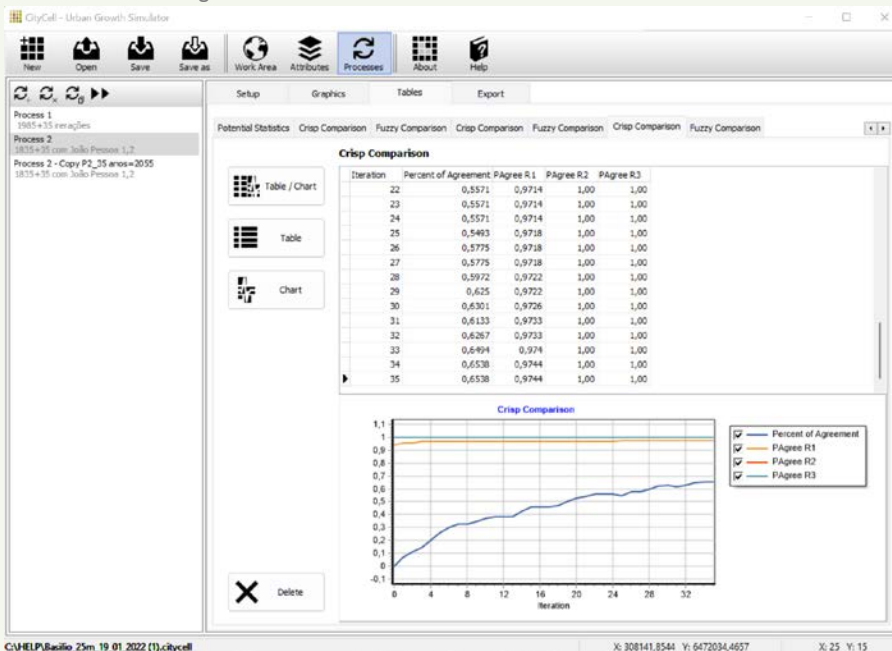 CityCell - Urban Growth Simulator
New Open Save Save as Work Area Attributes Processes About Help
Process 1
1985+35 iterações
Process 2
1835+35 com João Pessoa 1,2
Process 2 - Copy P2_35 anos=2055
1835+35 com João Pessoa 1,2
Setup Graphics Tables Export
Potential Statistics Crisp Comparison Fuzzy Comparison Crisp Comparison Fuzzy Comparison Crisp Comparison Fuzzy Comparison
Table / Chart
Table
Chart
Delete
Crisp Comparison
Iteration Percent of Agreement PAgree R1 PAgree R2 PAgree R3
22 0,5571 0,9714 1,00 1,00
23 0,5571 0,9714 1,00 1,00
24 0,5571 0,9714 1,00 1,00
25 0,5493 0,9718 1,00 1,00
26 0,5775 0,9718 1,00 1,00
27 0,5775 0,9718 1,00 1,00
28 0,5972 0,9722 1,00 1,00
29 0,625 0,9722 1,00 1,00
30 0,6301 0,9726 1,00 1,00
31 0,6133 0,9733 1,00 1,00
32 0,6267 0,9733 1,00 1,00
33 0,6494 0,974 1,00 1,00
34 0,6538 0,9744 1,00 1,00
35 0,6538 0,9744 1,00 1,00
Crisp Comparison
1,1
1
0,9
0,8
0,7
0,6
0,5
0,4
0,3
0,2
0,1
0
-0,1
0 4 8 12 16 20 24 28 32
Iteration
Percent of Agreement
PAgree R1
PAgree R2
PAgree R3
C:\HELP\Basilio_25m_19_01_2022 (1).citycell
X: 308141,8544 Y: 6472034,4657
X: 25 Y: 15